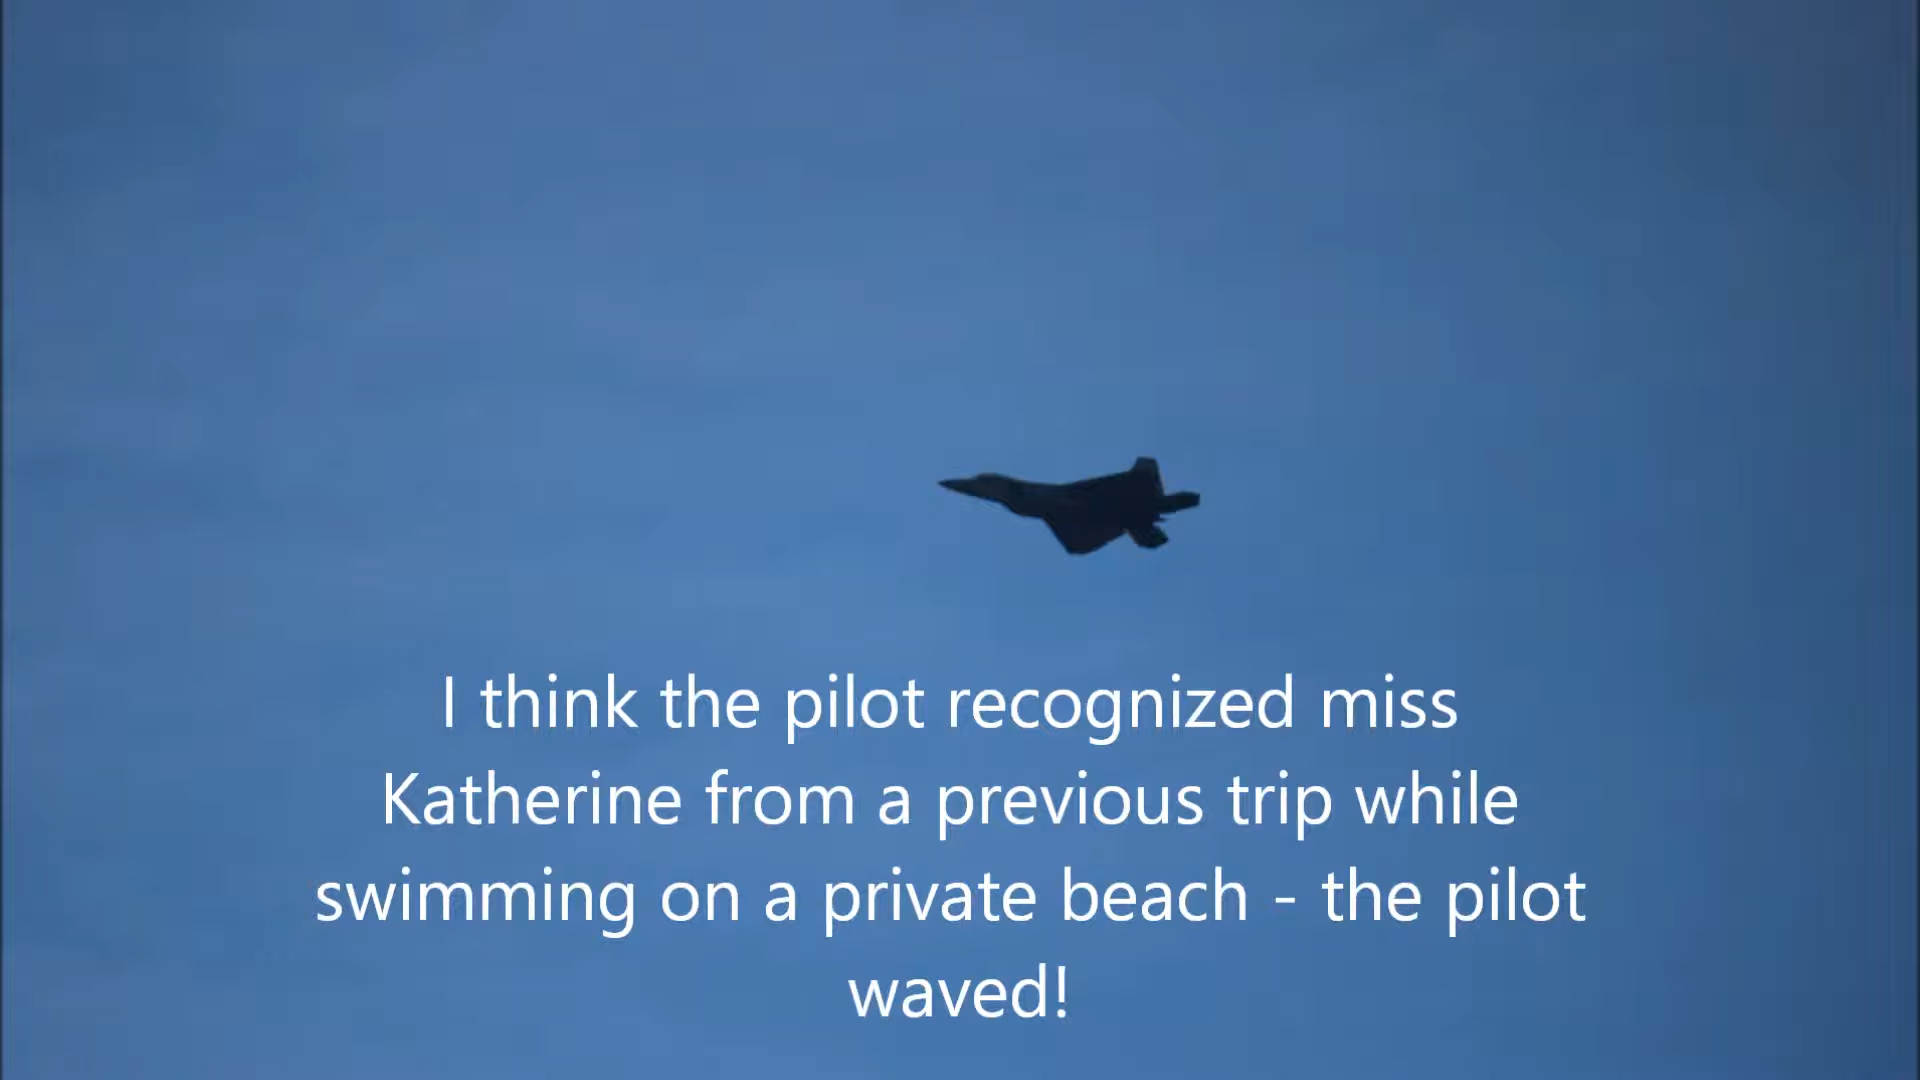 I think the pilot recognized miss
Katherine from a previous trip while
swimming on a private beach - the pilot
waved!